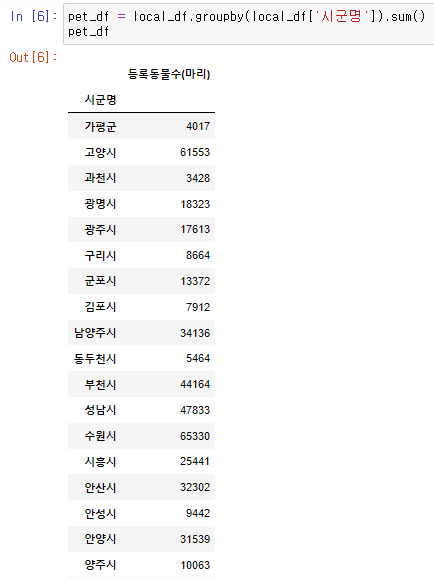 In [6]: pet_df = local_df.groupby(local_df['시군명']).sum()
pet_df
Out[6]:
등록동물수(마리)
시군명
가평군 4017
고양시 61553
과천시 3428
광명시 18323
광주시 17613
구리시 8664
군포시 13372
김포시 7912
남양주시 34136
동두천시 5464
부천시 44164
성남시 47833
수원시 65330
시흥시 25441
안산시 32302
안성시 9442
안양시 31539
양주시 10063